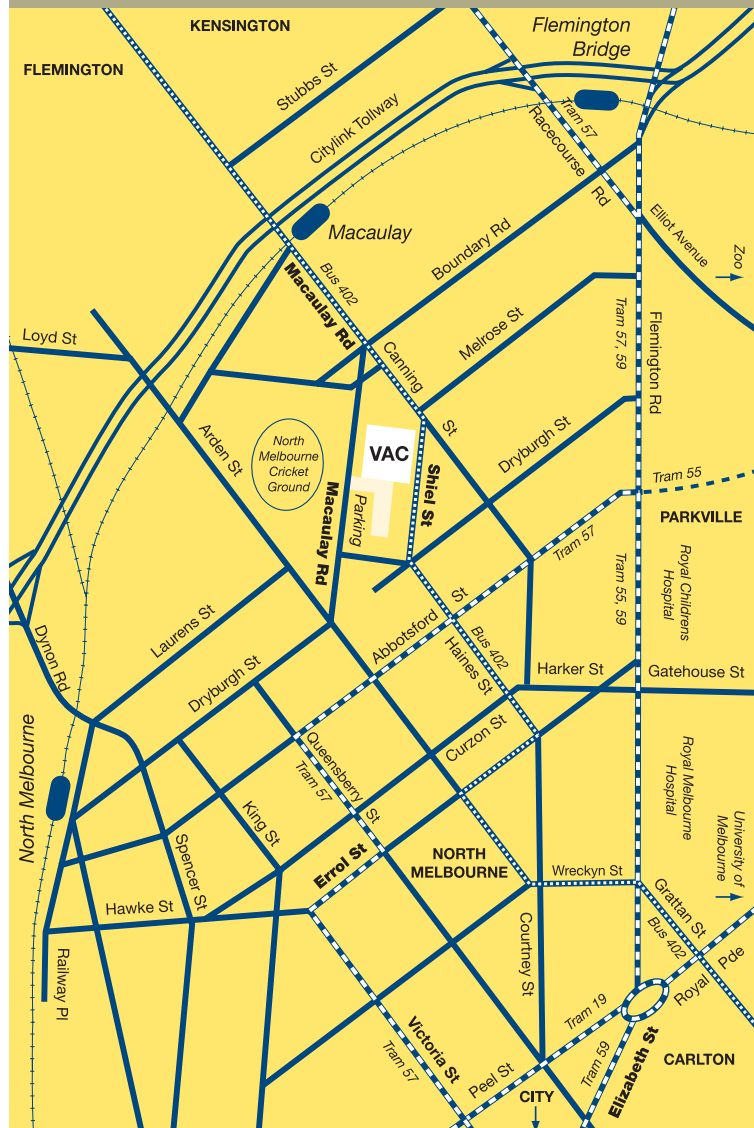 KENSINGTON
Flemington
Bridge
FLEMINGTON
Stubbs St
Citylink Tollway
Tram 57
Racecourse
Rd
Macaulay
Boundary Rd
Elliot Avenue
Zoo
Bus 402
Macaulay Rd
Loyd St
Canning
St
Melrose St
Tram 57, 59
Flemington Rd
Arden St
North
Melbourne
Cricket
Ground
VAC
Shiel St
Dryburgh St
Macaulay Rd
Parking
Tram 55
PARKVILLE
Tram 57
Tram 55, 59
Royal Childrens
Hospital
Laurens St
Abbotsford
St
Dynon Rd
Dryburgh St
Bus 402
Haines St
Harker St
Gatehouse St
Queensberry
St
Tram 57
Curzon St
North Melbourne
Royal Melbourne
Hospital
King St
Spencer St
Errol St
NORTH
MELBOURNE
University of
Melbourne
Wreckyn St
Grattan St
Bus 402
Hawke St
Courtney St
Railway Pl
Royal
Pde
Tram 19
Victoria St
Tram 57
Peel St
Tram 59
Elizabeth St
CARLTON
CITY